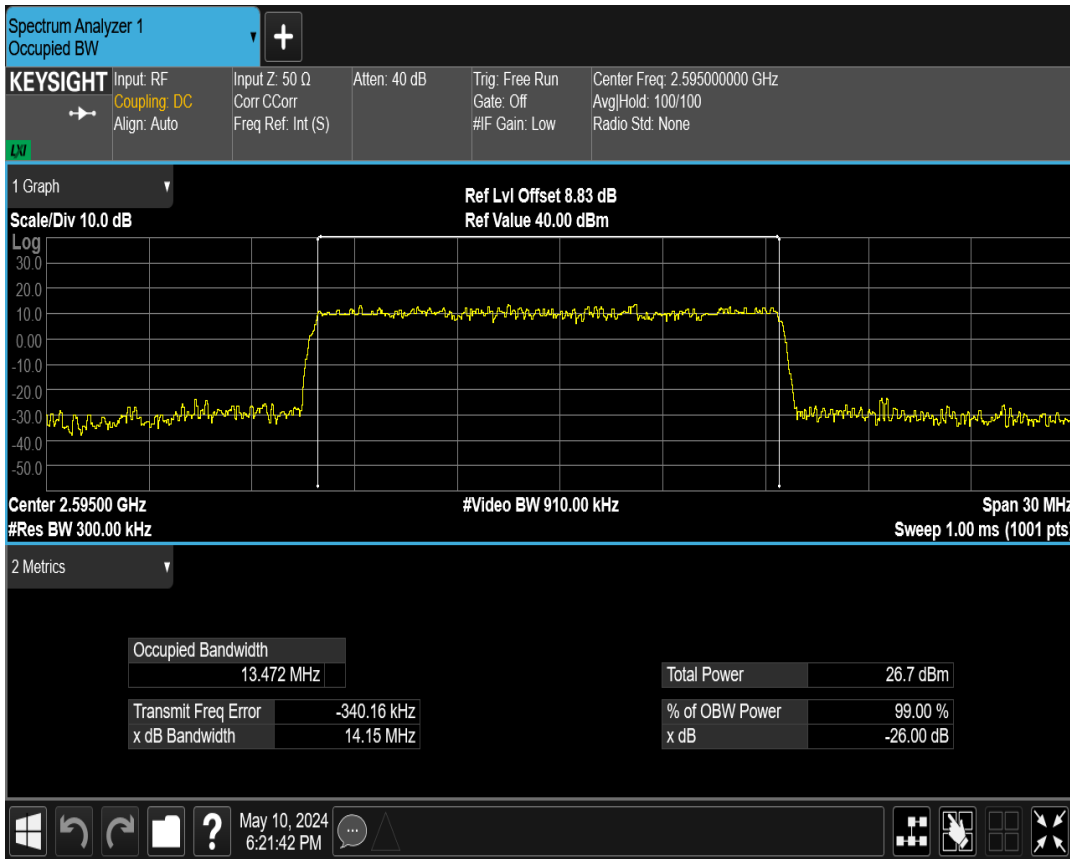 Spectrum Analyzer 1
Occupied BW
KEYSIGHT
LXI
Input: RF
Coupling: DC
Align: Auto
Input Z: 50 Ω
Corr CCorr
Freq Ref: Int (S)
Atten: 40 dB
Trig: Free Run
Gate: Off
#IF Gain: Low
Center Freq: 2.595000000 GHz
Avg|Hold: 100/100
Radio Std: None
1 Graph
Scale/Div 10.0 dB
Ref Lvl Offset 8.83 dB
Ref Value 40.00 dBm
Log
30.0
20.0
10.0
0.00
-10.0
-20.0
-30.0
-40.0
-50.0
Center 2.59500 GHz
#Res BW 300.00 kHz
#Video BW 910.00 kHz
Span 30 MHz
Sweep 1.00 ms (1001 pts)
2 Metrics
Occupied Bandwidth
13.472 MHz
Transmit Freq Error -340.16 kHz
x dB Bandwidth 14.15 MHz
Total Power 26.7 dBm
% of OBW Power 99.00 %
x dB -26.00 dB
?
May 10, 2024
6:21:42 PM